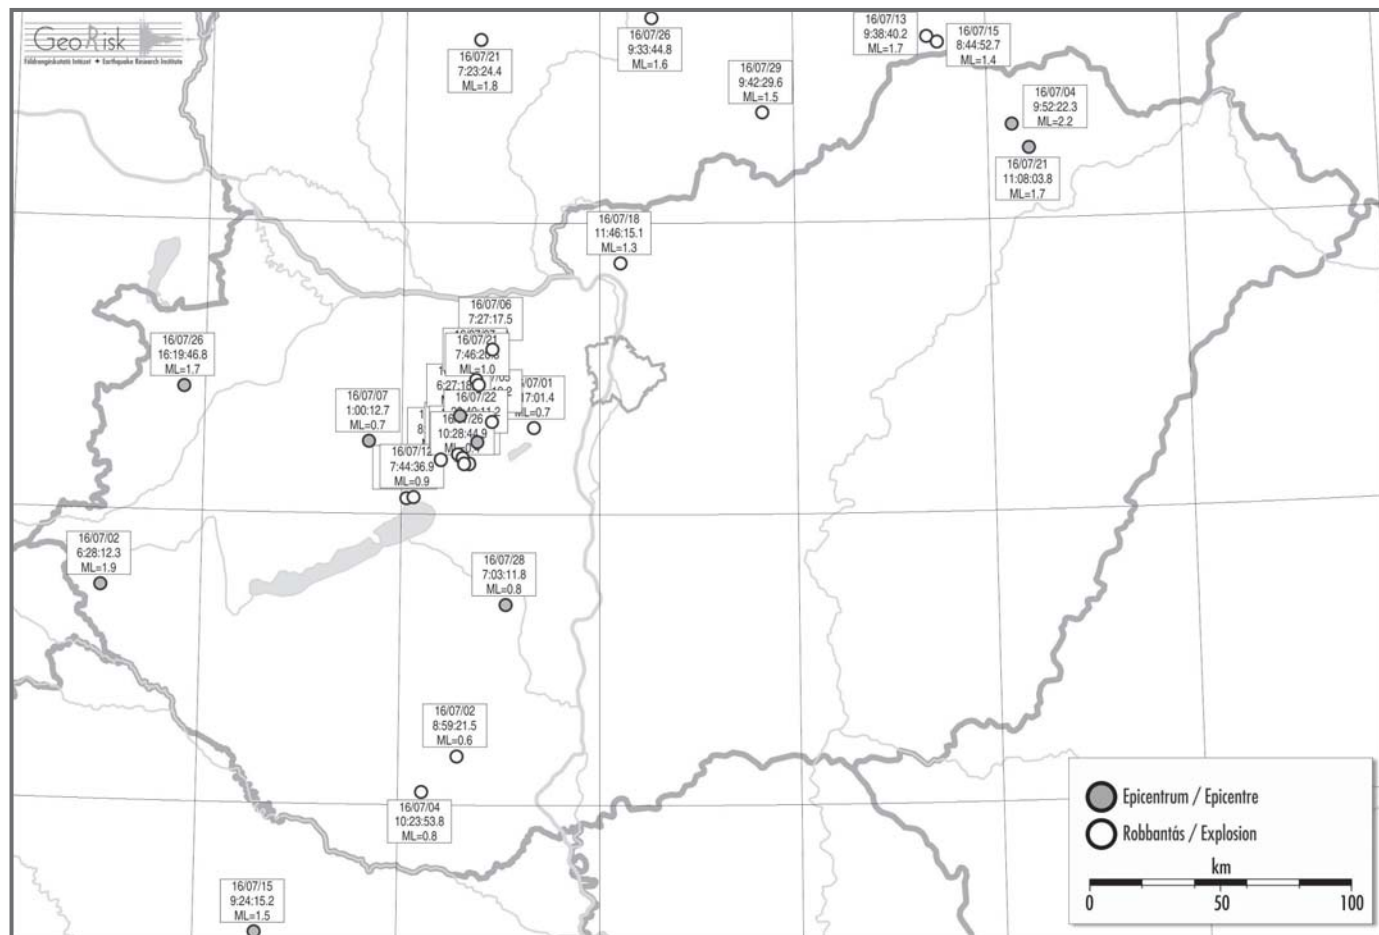 GeoRisk
Földrengéskutató Intézet ✦ Earthquake Research Institute
16/07/21
7:23:24.4
ML=1.8
16/07/26
9:33:44.8
ML=1.6
16/07/29
9:42:29.6
ML=1.5
16/07/13
9:38:40.2
ML=1.7
16/07/15
8:44:52.7
ML=1.4
16/07/04
9:52:22.3
ML=2.2
16/07/21
11:08:03.8
ML=1.7
16/07/18
11:46:15.1
ML=1.3
16/07/06
7:27:17.5
16/07/21
ML=1.0
16/07/26
16:19:46.8
ML=1.7
16/07/07
1:00:12.7
ML=0.7
6:27:18
16/07/22
17:01.4
ML=0.7
10:28:44.9
16/07/12
7:44:36.9
ML=0.9
16/07/02
6:28:12.3
ML=1.9
16/07/28
7:03:11.8
ML=0.8
16/07/02
8:59:21.5
ML=0.6
16/07/04
10:23:53.8
ML=0.8
16/07/15
9:24:15.2
ML=1.5
Epicentrum / Epicentre
Robbantás / Explosion
km
0 50 100